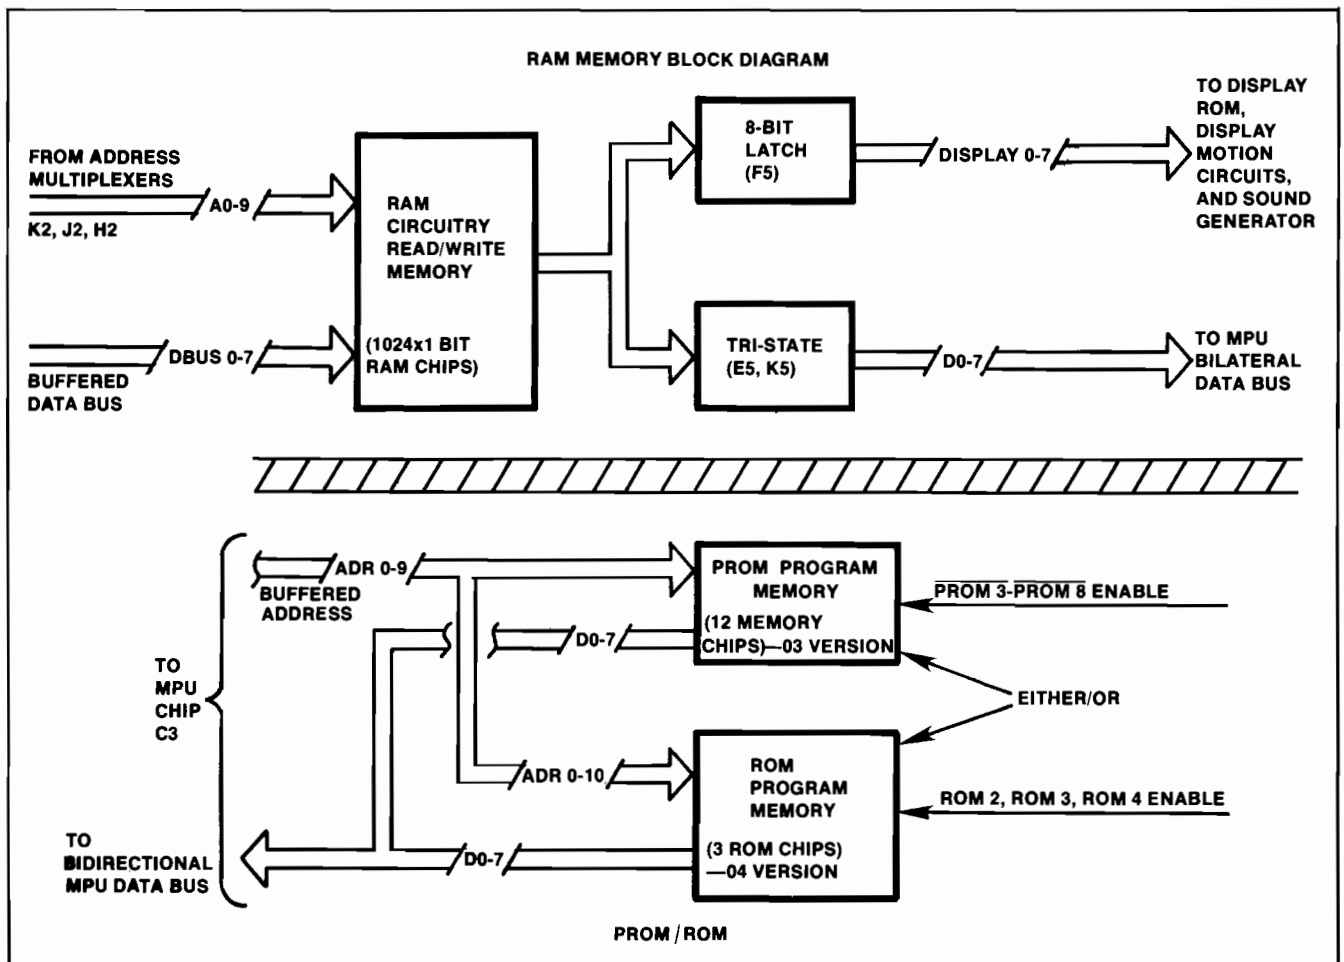 RAM MEMORY BLOCK DIAGRAM
FROM ADDRESS
MULTIPLEXERS
A0-9
K2, J2, H2
DBUS 0-7
BUFFERED
DATA BUS
RAM
CIRCUITRY
READ/WRITE
MEMORY
(1024x1 BIT
RAM CHIPS)
8-BIT
LATCH
(F5)
DISPLAY 0-7
TO DISPLAY
ROM,
DISPLAY
MOTION
CIRCUITS,
AND SOUND
GENERATOR
TRI-STATE
(E5, K5)
D0-7
TO MPU
BILATERAL
DATA BUS
TO
MPU
CHIP
C3
ADR 0-9
BUFFERED
ADDRESS
D0-7
PROM PROGRAM
MEMORY
(12 MEMORY
CHIPS)—03 VERSION
PROM 3-PROM 8 ENABLE
EITHER/OR
ADR 0-10
ROM
PROGRAM
MEMORY
(3 ROM CHIPS)
—04 VERSION
ROM 2, ROM 3, ROM 4 ENABLE
D0-7
TO
BIDIRECTIONAL
MPU DATA BUS
PROM/ROM